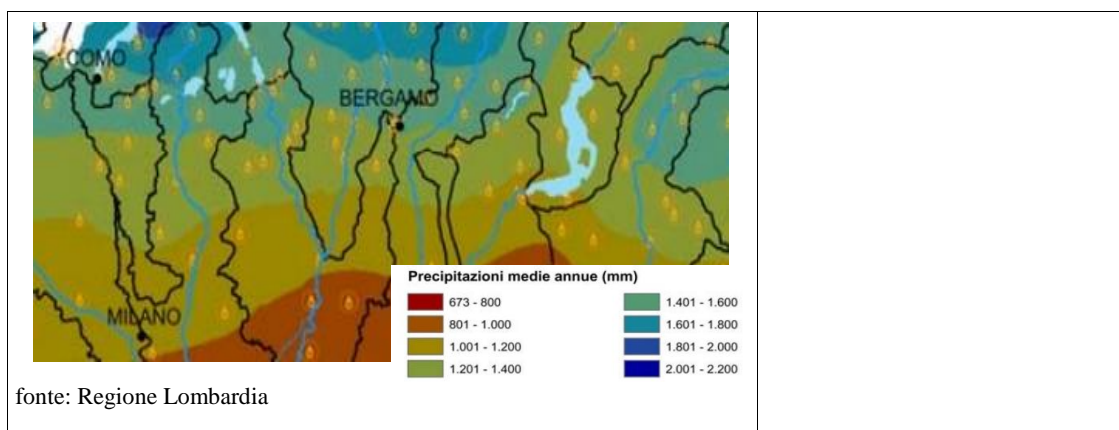 COMO
BERGAMO
MILANO
Precipitazioni medie annue (mm)
673 - 800
801 - 1.000
1.001 - 1.200
1.201 - 1.400
1.401 - 1.600
1.601 - 1.800
1.801 - 2.000
2.001 - 2.200
fonte: Regione Lombardia